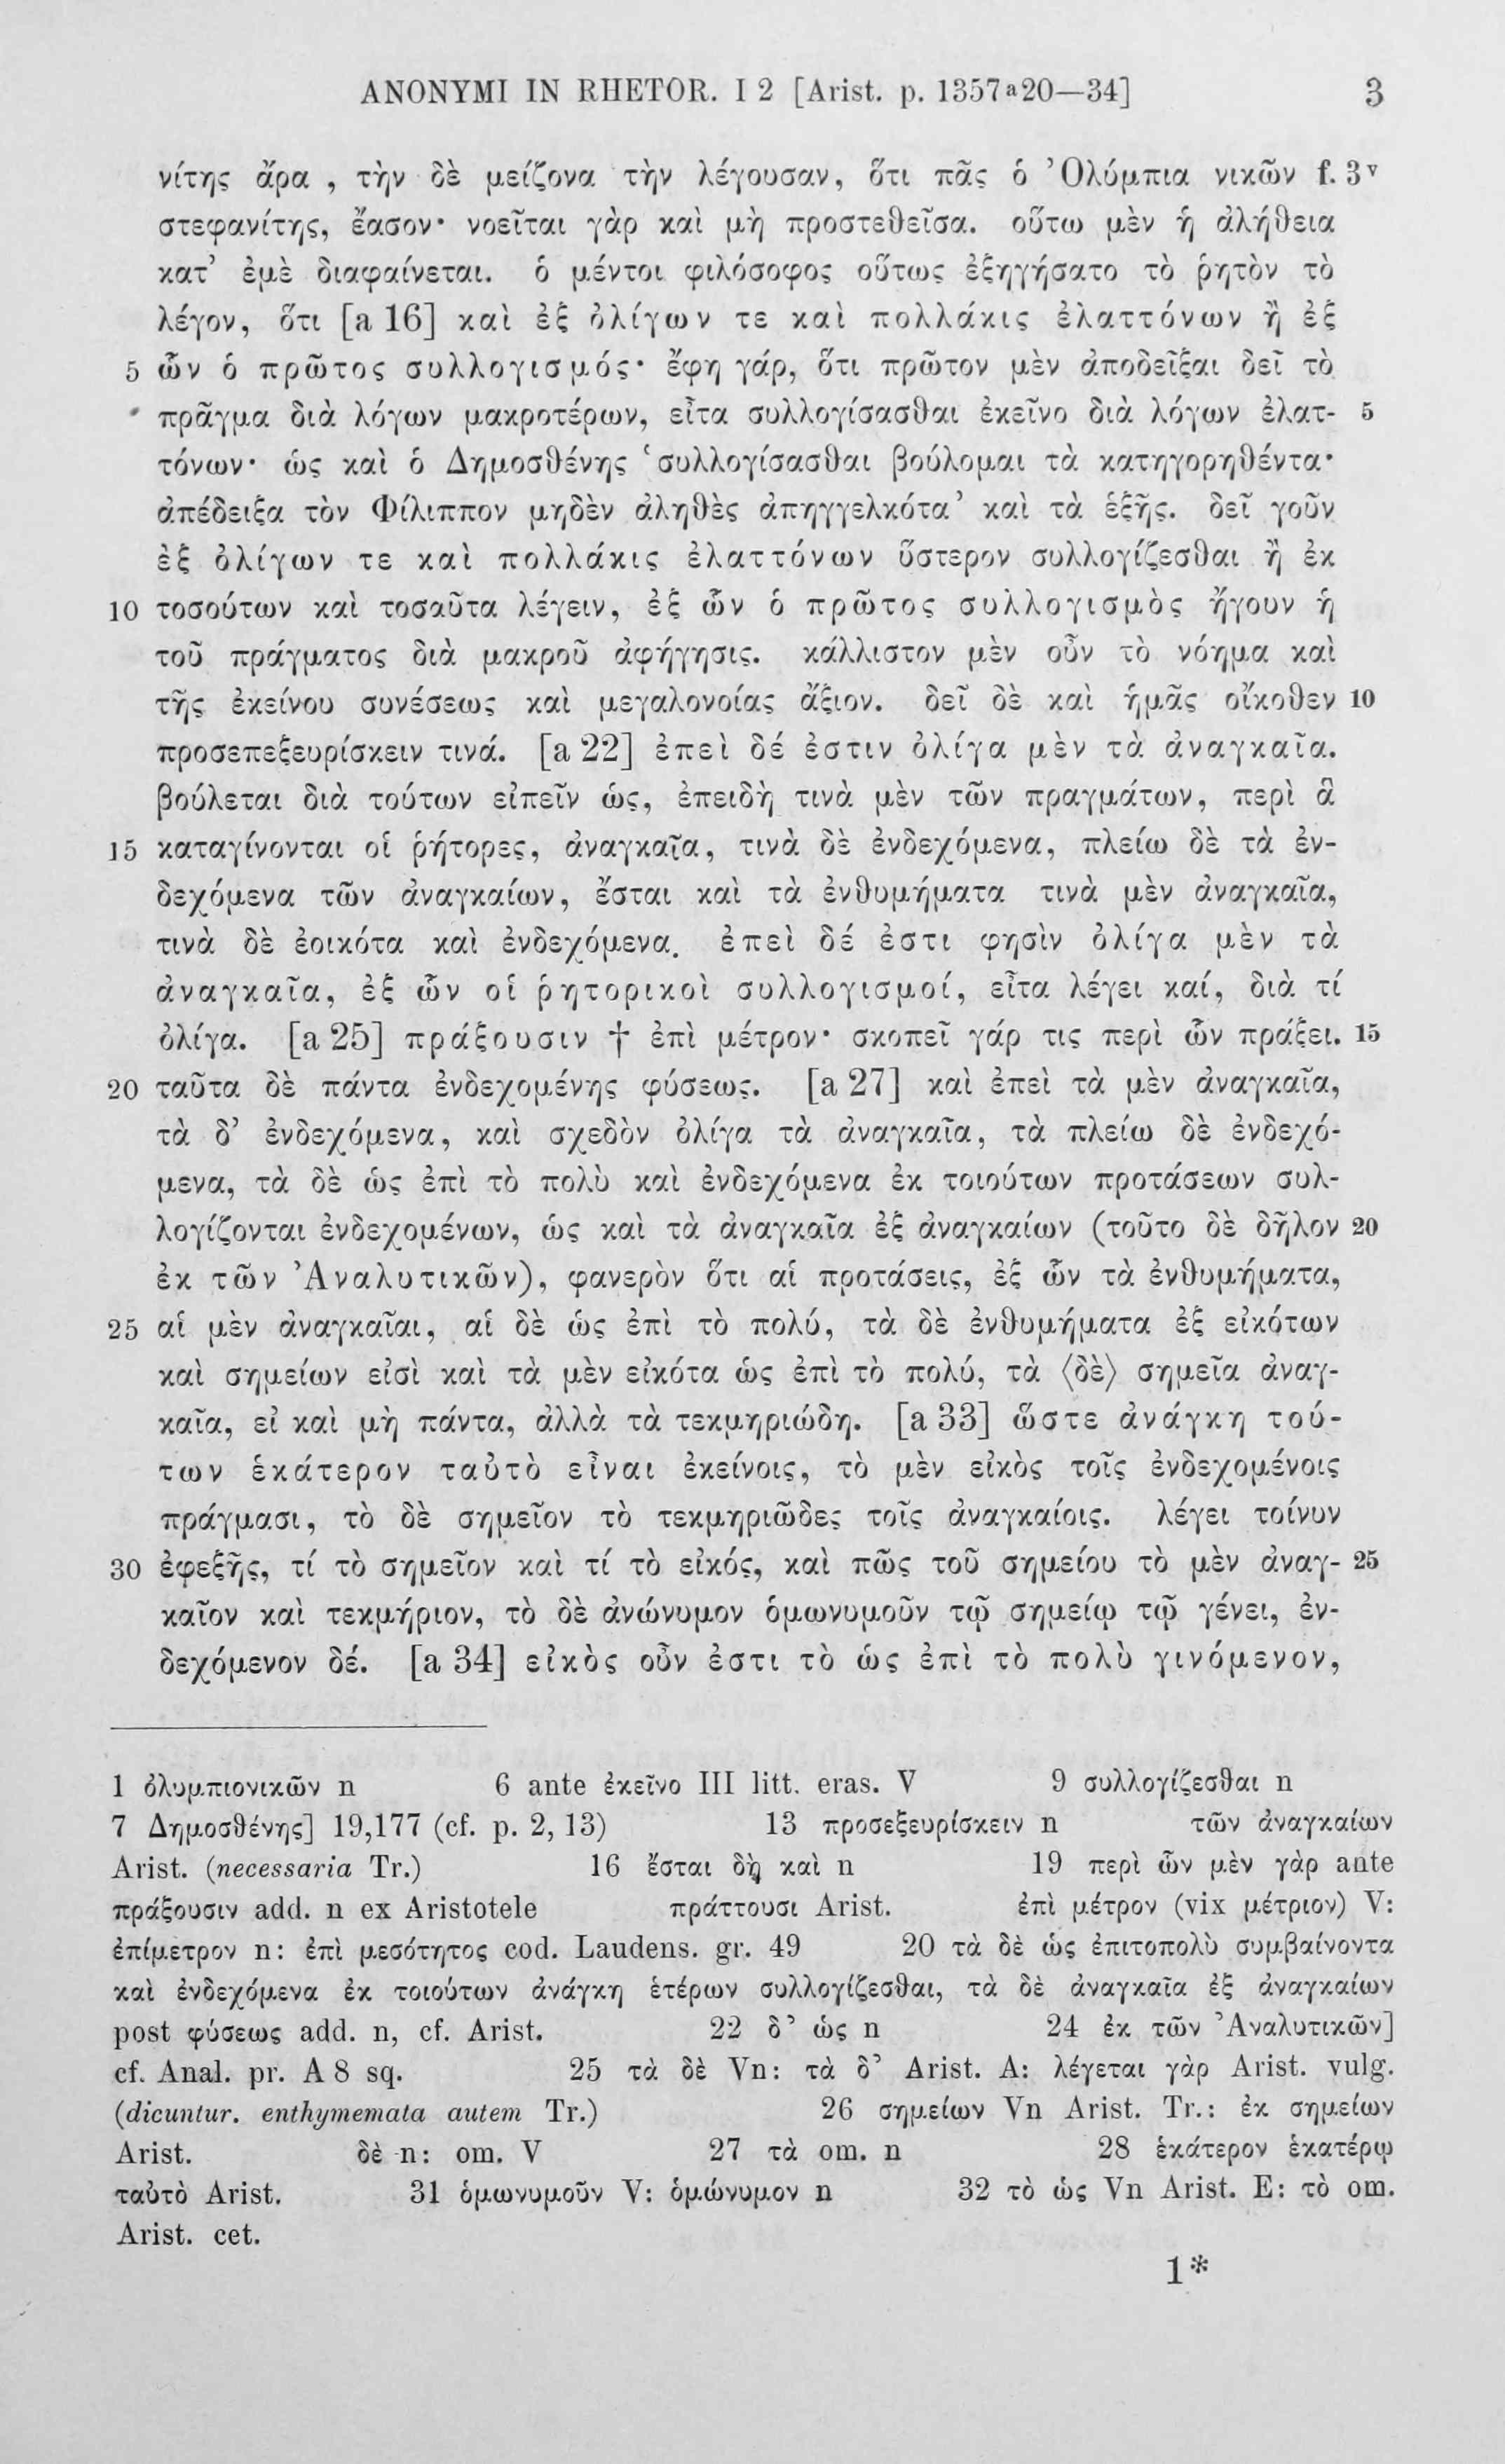 ANONYMI IN RHETOR. I 2 [Arist. p. 1357ᵃ20—34] 3
νίτης ἄρα , τὴν δὲ μείζονα τὴν λέγουσαν, ὅτι πᾶς ὁ Ὀλύμπια νικῶν f. 3ᵛ
στεφανίτης, ἔασον· νοεῖται γὰρ καὶ μὴ προστεθεῖσα. οὕτω μὲν ἡ ἀλήθεια
κατ’ ἐμὲ διαφαίνεται. ὁ μέντοι φιλόσοφος οὕτως ἐξηγήσατο τὸ ῥητὸν τὸ
λέγον, ὅτι [a 16] καὶ ἐξ ὀλίγων τε καὶ πολλάκις ἐλαττόνων ἢ ἐξ
5 ὧν ὁ πρῶτος συλλογισμός· ἔφη γάρ, ὅτι πρῶτον μὲν ἀποδεῖξαι δεῖ τὸ
πρᾶγμα διὰ λόγων μακροτέρων, εἶτα συλλογίσασθαι ἐκεῖνο διὰ λόγων ἐλατ- 5
τόνων· ὡς καὶ ὁ Δημοσθένης ‘συλλογίσασθαι βούλομαι τὰ κατηγορηθέντα·
ἀπέδειξα τὸν Φίλιππον μηδὲν ἀληθὲς ἀπηγγελκότα’ καὶ τὰ ἑξῆς. δεῖ γοῦν
ἐξ ὀλίγων τε καὶ πολλάκις ἐλαττόνων ὕστερον συλλογίζεσθαι ἢ ἐκ
10 τοσούτων καὶ τοσαῦτα λέγειν, ἐξ ὧν ὁ πρῶτος συλλογισμὸς ἤγουν ἡ
τοῦ πράγματος διὰ μακροῦ ἀφήγησις. κάλλιστον μὲν οὖν τὸ νόημα καὶ
τῆς ἐκείνου συνέσεως καὶ μεγαλονοίας ἄξιον. δεῖ δὲ καὶ ἡμᾶς οἴκοθεν 10
προσεπεξευρίσκειν τινά. [a 22] ἐπεὶ δέ ἐστιν ὀλίγα μὲν τὰ ἀναγκαῖα.
βούλεται διὰ τούτων εἰπεῖν ὡς, ἐπειδὴ τινὰ μὲν τῶν πραγμάτων, περὶ ἃ
15 καταγίνονται οἱ ῥήτορες, ἀναγκαῖα, τινὰ δὲ ἐνδεχόμενα, πλείω δὲ τὰ ἐν-
δεχόμενα τῶν ἀναγκαίων, ἔσται καὶ τὰ ἐνθυμήματα τινὰ μὲν ἀναγκαῖα,
τινὰ δὲ ἐοικότα καὶ ἐνδεχόμενα. ἐπεὶ δέ ἐστι φησὶν ὀλίγα μὲν τὰ
ἀναγκαῖα, ἐξ ὧν οἱ ῥητορικοὶ συλλογισμοί, εἶτα λέγει καί, διὰ τί
ὀλίγα. [a 25] πράξουσιν † ἐπὶ μέτρον· σκοπεῖ γάρ τις περὶ ὧν πράξει. 15
20 ταῦτα δὲ πάντα ἐνδεχομένης φύσεως. [a 27] καὶ ἐπεὶ τὰ μὲν ἀναγκαῖα,
τὰ δ’ ἐνδεχόμενα, καὶ σχεδὸν ὀλίγα τὰ ἀναγκαῖα, τὰ πλείω δὲ ἐνδεχό-
μενα, τὰ δὲ ὡς ἐπὶ τὸ πολὺ καὶ ἐνδεχόμενα ἐκ τοιούτων προτάσεων συλ-
λογίζονται ἐνδεχομένων, ὡς καὶ τὰ ἀναγκαῖα ἐξ ἀναγκαίων (τοῦτο δὲ δῆλον 20
ἐκ τῶν Ἀναλυτικῶν), φανερὸν ὅτι αἱ προτάσεις, ἐξ ὧν τὰ ἐνθυμήματα,
25 αἱ μὲν ἀναγκαῖαι, αἱ δὲ ὡς ἐπὶ τὸ πολύ, τὰ δὲ ἐνθυμήματα ἐξ εἰκότων
καὶ σημείων εἰσὶ καὶ τὰ μὲν εἰκότα ὡς ἐπὶ τὸ πολύ, τὰ ⟨δὲ⟩ σημεῖα ἀναγ-
καῖα, εἰ καὶ μὴ πάντα, ἀλλὰ τὰ τεκμηριώδη. [a 33] ὥστε ἀνάγκη τού-
των ἑκάτερον ταὐτὸ εἶναι ἐκείνοις, τὸ μὲν εἰκὸς τοῖς ἐνδεχομένοις
πράγμασι, τὸ δὲ σημεῖον τὸ τεκμηριῶδες τοῖς ἀναγκαίοις. λέγει τοίνυν
30 ἐφεξῆς, τί τὸ σημεῖον καὶ τί τὸ εἰκός, καὶ πῶς τοῦ σημείου τὸ μὲν ἀναγ- 25
καῖον καὶ τεκμήριον, τὸ δὲ ἀνώνυμον ὁμωνυμοῦν τῷ σημείῳ τῷ γένει, ἐν-
δεχόμενον δέ. [a 34] εἰκὸς οὖν ἐστι τὸ ὡς ἐπὶ τὸ πολὺ γινόμενον,
1 ὀλυμπιονικῶν n 6 ante ἐκεῖνο III litt. eras. V 9 συλλογίζεσθαι n
7 Δημοσθένης] 19,177 (cf. p. 2, 13) 13 προσεξευρίσκειν n τῶν ἀναγκαίων
Arist. (necessaria Tr.) 16 ἔσται δὴ καὶ n 19 περὶ ὧν μὲν γὰρ ante
πράξουσιν add. n ex Aristotele πράττουσι Arist. ἐπὶ μέτρον (vix μέτριον) V:
ἐπίμετρον n: ἐπὶ μεσότητος cod. Laudens. gr. 49 20 τὰ δὲ ὡς ἐπιτοπολὺ συμβαίνοντα
καὶ ἐνδεχόμενα ἐκ τοιούτων ἀνάγκη ἑτέρων συλλογίζεσθαι, τὰ δὲ ἀναγκαῖα ἐξ ἀναγκαίων
post φύσεως add. n, cf. Arist. 22 δ’ ὡς n 24 ἐκ τῶν Ἀναλυτικῶν]
cf. Anal. pr. A 8 sq. 25 τὰ δὲ Vn: τὰ δ’ Arist. A: λέγεται γὰρ Arist. vulg.
(dicuntur. enthymemata autem Tr.) 26 σημείων Vn Arist. Tr.: ἐκ σημείων
Arist. δὲ n: om. V 27 τὰ om. n 28 ἑκάτερον ἑκατέρῳ
ταὐτὸ Arist. 31 ὁμωνυμοῦν V: ὁμώνυμον n 32 τὸ ὡς Vn Arist. E: τὸ om.
Arist. cet.
1*